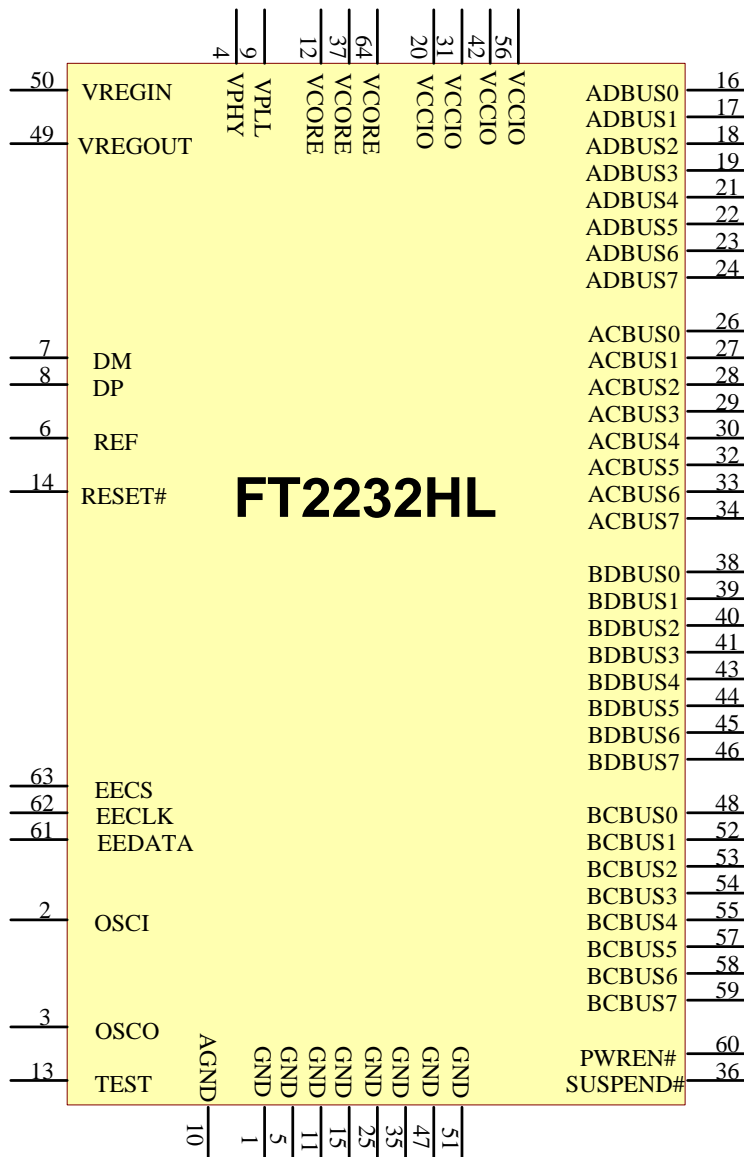 4 9 12 37 64 20 31 42 56
VPHY VPLL VCORE VCORE VCORE VCCIO VCCIO VCCIO VCCIO
50 VREGIN
49 VREGOUT
7 DM
8 DP
6 REF
14 RESET#
FT2232HL
63 EECS
62 EECLK
61 EEDATA
2 OSCI
3 OSCO
13 TEST
ADBUS0 16
ADBUS1 17
ADBUS2 18
ADBUS3 19
ADBUS4 21
ADBUS5 22
ADBUS6 23
ADBUS7 24
ACBUS0 26
ACBUS1 27
ACBUS2 28
ACBUS3 29
ACBUS4 30
ACBUS5 32
ACBUS6 33
ACBUS7 34
BDBUS0 38
BDBUS1 39
BDBUS2 40
BDBUS3 41
BDBUS4 43
BDBUS5 44
BDBUS6 45
BDBUS7 46
BCBUS0 48
BCBUS1 52
BCBUS2 53
BCBUS3 54
BCBUS4 55
BCBUS5 57
BCBUS6 58
BCBUS7 59
PWREN# 60
SUSPEND# 36
AGND GND GND GND GND GND GND GND GND
10 1 5 11 15 25 35 47 51